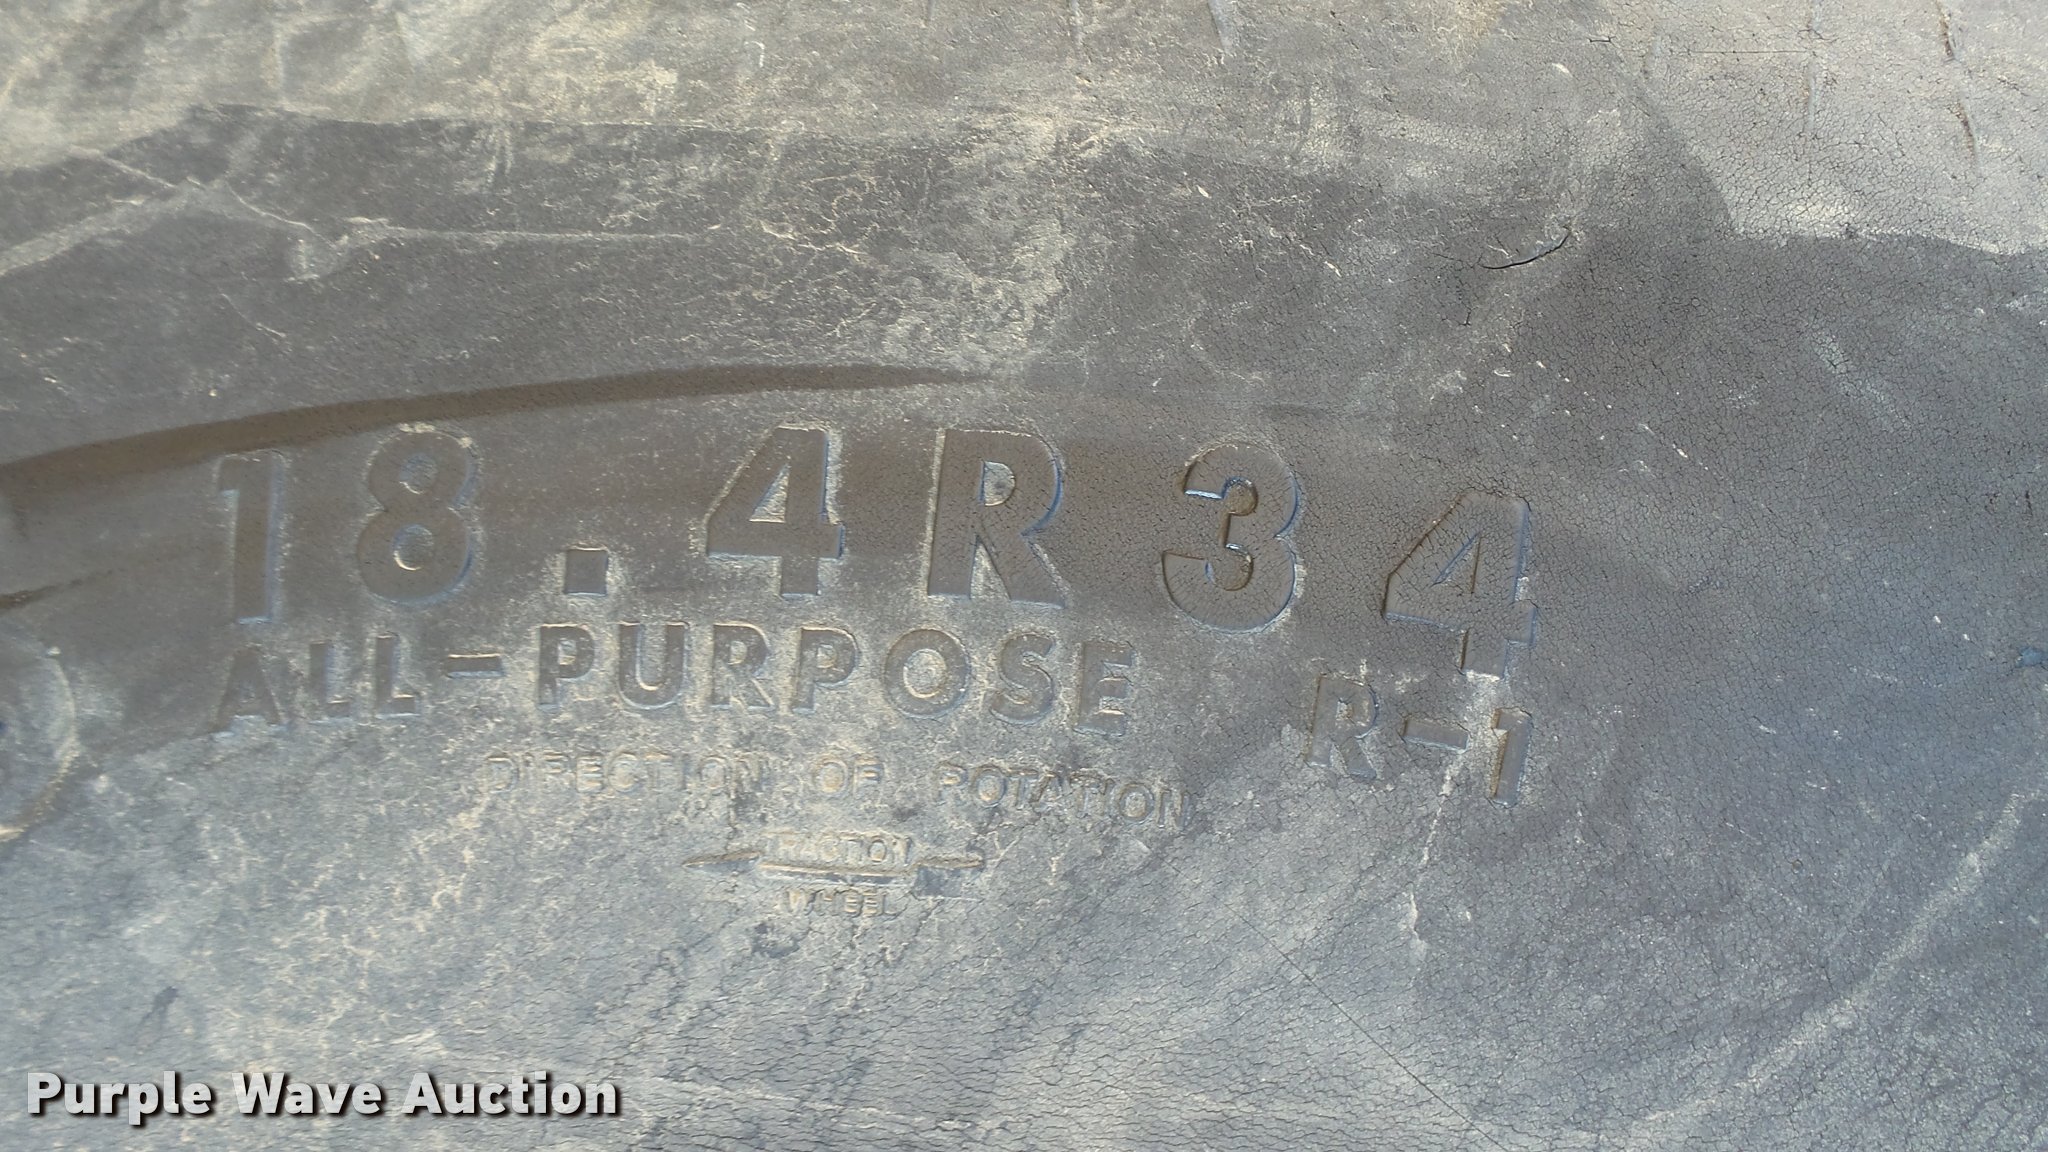 18.4R34
ALL-PURPOSE R-1
DIRECTION OF ROTATION
TRACTION
WHEEL
Purple Wave Auction